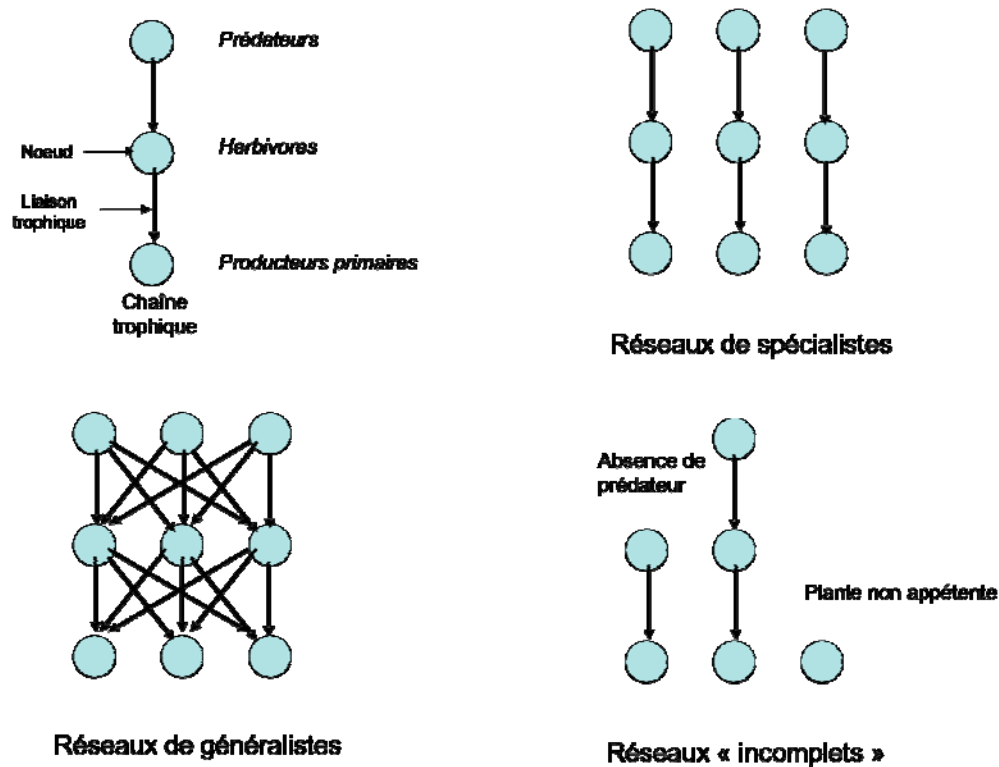 Prédateurs
Noeud
Herbivores
Liaison
trophique
Producteurs primaires
Chaîne
trophique
Réseaux de spécialistes
Absence de
prédateur
Plante non appétente
Réseaux de généralistes
Réseaux « incomplets »